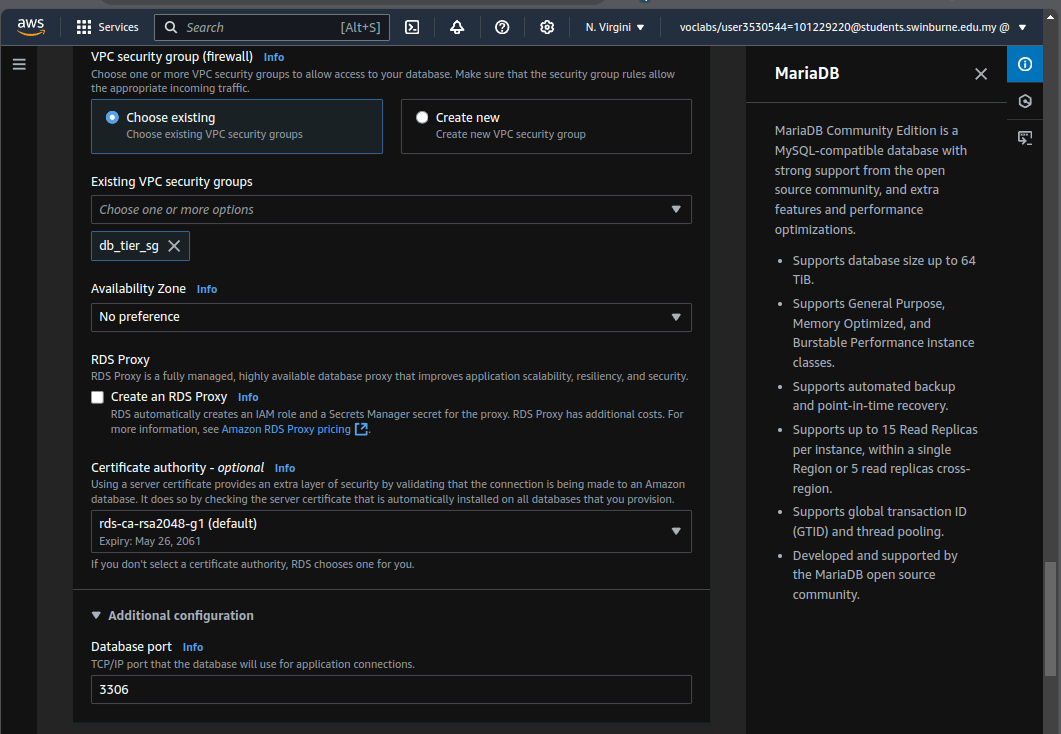 aws
Services
Search
[Alt+S]
N. Virgini
voclabs/user3530544=101229220@students.swinburne.edu.my @
VPC security group (firewall) Info
Choose one or more VPC security groups to allow access to your database. Make sure that the security group rules allow
the appropriate incoming traffic.
Choose existing
Choose existing VPC security groups
Create new
Create new VPC security group
Existing VPC security groups
Choose one or more options
db_tier_sg
Availability Zone Info
No preference
RDS Proxy
RDS Proxy is a fully managed, highly available database proxy that improves application scalability, resiliency, and security.
Create an RDS Proxy Info
RDS automatically creates an IAM role and a Secrets Manager secret for the proxy. RDS Proxy has additional costs. For
more information, see Amazon RDS Proxy pricing.
Certificate authority - optional Info
Using a server certificate provides an extra layer of security by validating that the connection is being made to an Amazon
database. It does so by checking the server certificate that is automatically installed on all databases that you provision.
rds-ca-rsa2048-g1 (default)
Expiry: May 26, 2061
If you don't select a certificate authority, RDS chooses one for you.
Additional configuration
Database port Info
TCP/IP port that the database will use for application connections.
3306
MariaDB
MariaDB Community Edition is a
MySQL-compatible database with
strong support from the open
source community, and extra
features and performance
optimizations.
• Supports database size up to 64
TiB.
• Supports General Purpose,
Memory Optimized, and
Burstable Performance instance
classes.
• Supports automated backup
and point-in-time recovery.
• Supports up to 15 Read Replicas
per instance, within a single
Region or 5 read replicas cross-
region.
• Supports global transaction ID
(GTID) and thread pooling.
• Developed and supported by
the MariaDB open source
community.